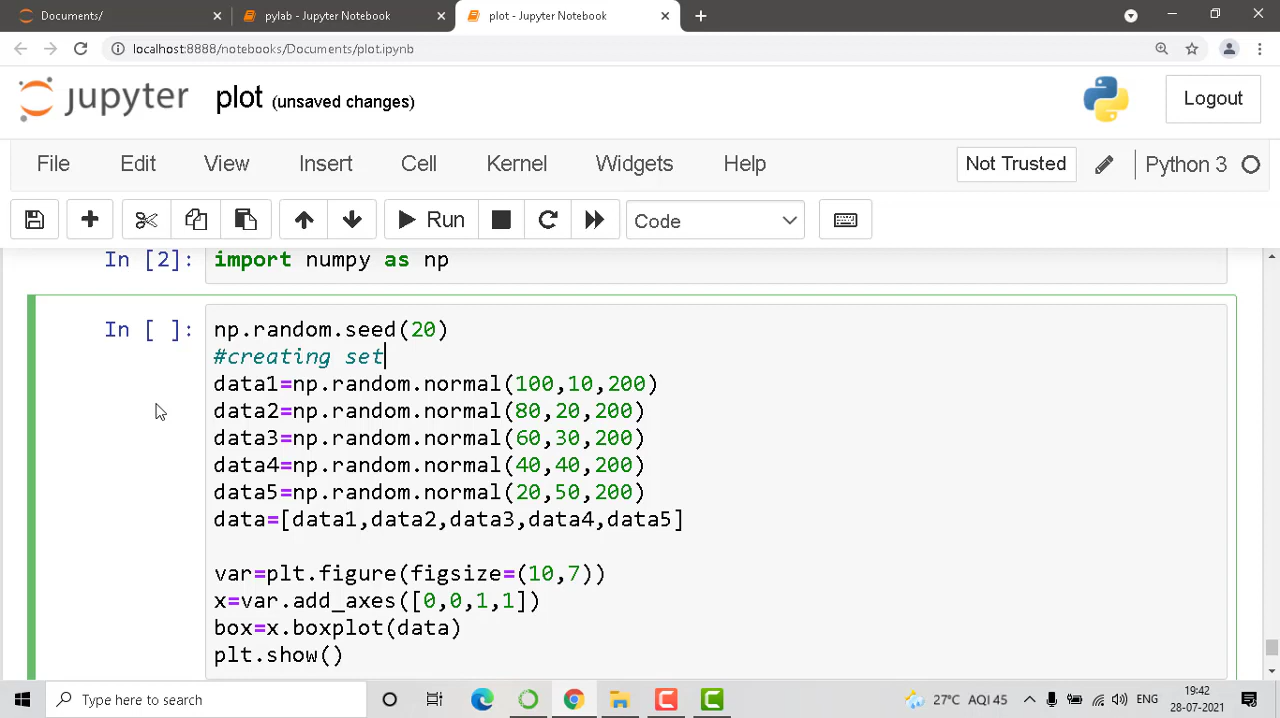 Documents/
pylab - Jupyter Notebook
plot - Jupyter Notebook
localhost:8888/notebooks/Documents/plot.ipynb
jupyter plot (unsaved changes)
Logout
File Edit View Insert Cell Kernel Widgets Help
Not Trusted
Python 3
Run
Code
In [2]: import numpy as np
In [ ]: np.random.seed(20)
#creating set
data1=np.random.normal(100,10,200)
data2=np.random.normal(80,20,200)
data3=np.random.normal(60,30,200)
data4=np.random.normal(40,40,200)
data5=np.random.normal(20,50,200)
data=[data1,data2,data3,data4,data5]
var=plt.figure(figsize=(10,7))
x=var.add_axes([0,0,1,1])
box=x.boxplot(data)
plt.show()
Type here to search
27°C AQI 45
ENG
19:42
28-07-2021